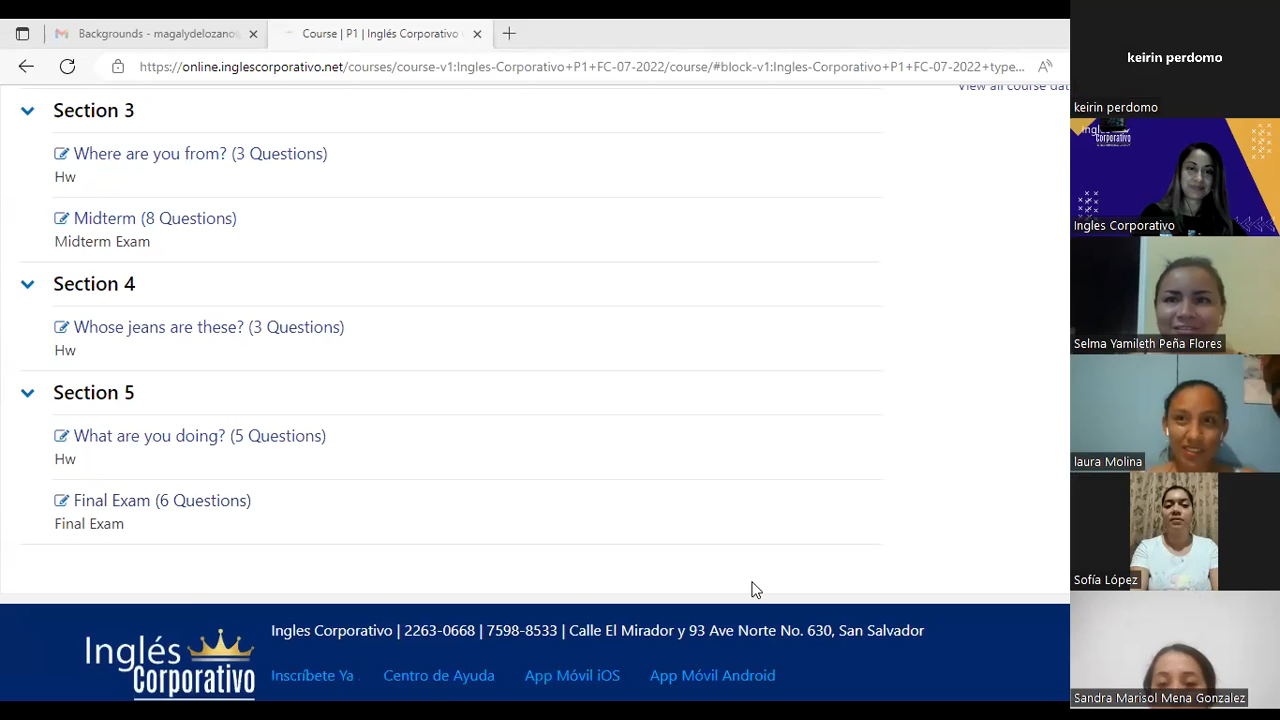 Backgrounds - magalydelozano@
Course | P1 | Inglés Corporativo
https://online.inglescorporativo.net/courses/course-v1:Ingles-Corporativo+P1+FC-07-2022/course/#block-v1:Ingles-Corporativo+P1+FC-07-2022+type...
View all course dat
Section 3
Where are you from? (3 Questions)
Hw
Midterm (8 Questions)
Midterm Exam
Section 4
Whose jeans are these? (3 Questions)
Hw
Section 5
What are you doing? (5 Questions)
Hw
Final Exam (6 Questions)
Final Exam
Inglés
Corporativo
Ingles Corporativo | 2263-0668 | 7598-8533 | Calle El Mirador y 93 Ave Norte No. 630, San Salvador
Inscríbete Ya
Centro de Ayuda
App Móvil iOS
App Móvil Android
keirin perdomo
keirin perdomo
Corporativo
Ingles Corporativo
Selma Yamileth Peña Flores
laura Molina
Sofía López
Sandra Marisol Mena Gonzalez